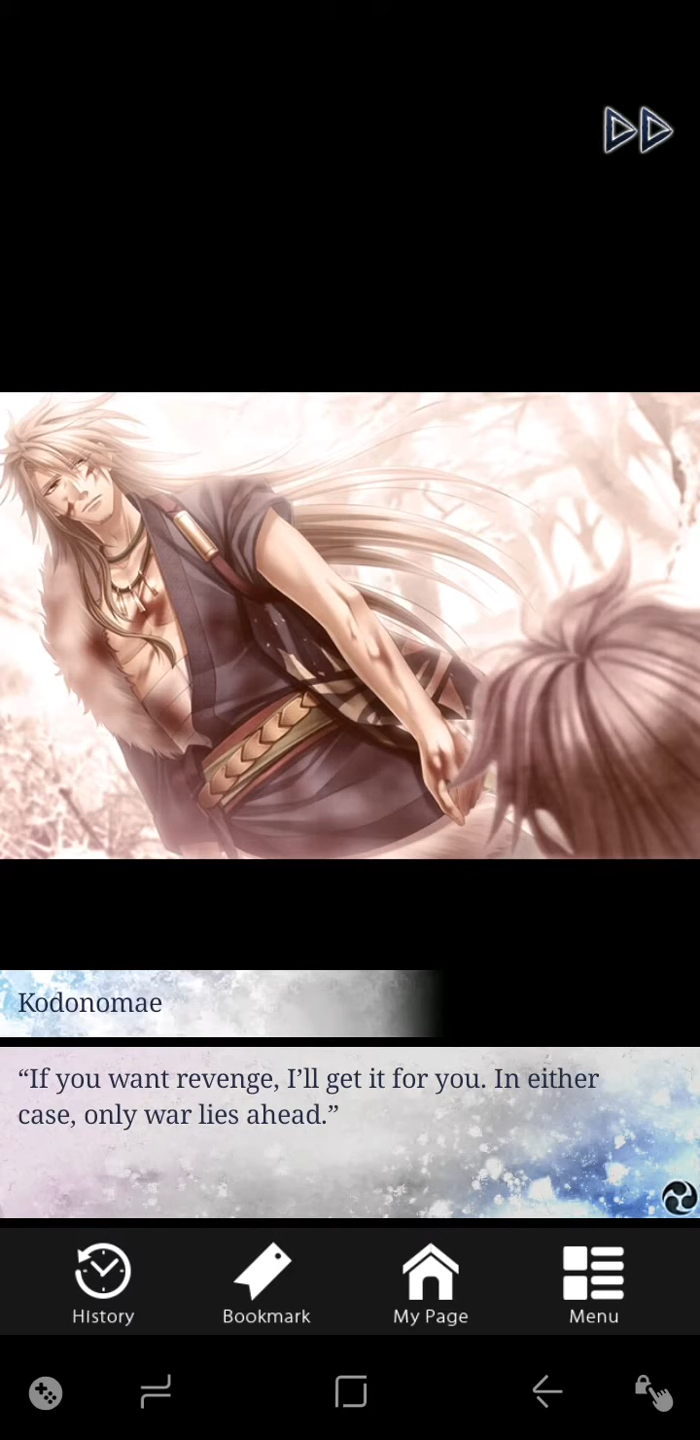 Kodonomae
“If you want revenge, I’ll get it for you. In either
case, only war lies ahead.”
History
Bookmark
My Page
Menu